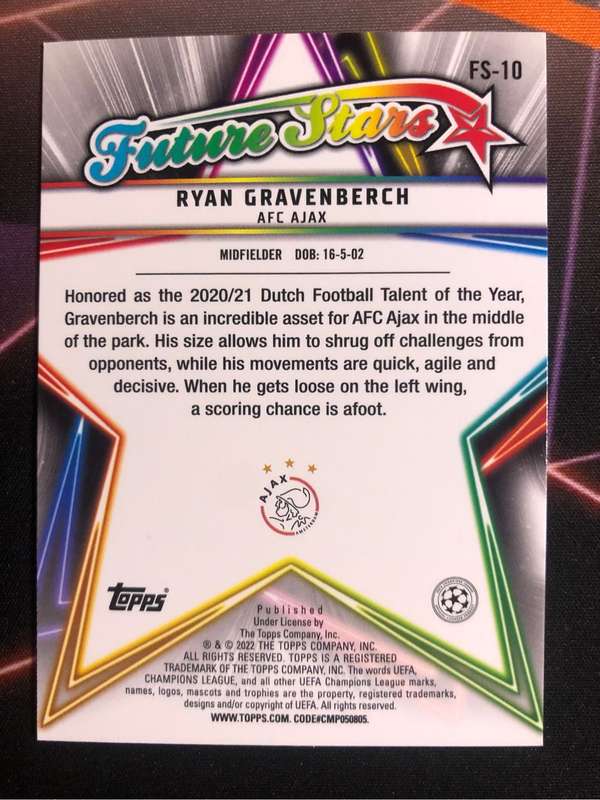 FS-10
Future Stars
RYAN GRAVENBERCH
AFC AJAX
MIDFIELDER DOB: 16-5-02
Honored as the 2020/21 Dutch Football Talent of the Year,
Gravenberch is an incredible asset for AFC Ajax in the middle
of the park. His size allows him to shrug off challenges from
opponents, while his movements are quick, agile and
decisive. When he gets loose on the left wing,
a scoring chance is afoot.
AJAX
AMSTERDAM
TOPPS®
Published
Under License by
The Topps Company, Inc.
® & © 2022 THE TOPPS COMPANY, INC.
ALL RIGHTS RESERVED. TOPPS IS A REGISTERED
TRADEMARK OF THE TOPPS COMPANY, INC. The words UEFA,
CHAMPIONS LEAGUE, and all other UEFA Champions League marks,
names, logos, mascots and trophies are the property, registered trademarks,
designs and/or copyright of UEFA. All rights reserved.
WWW.TOPPS.COM. CODE#CMP050805.